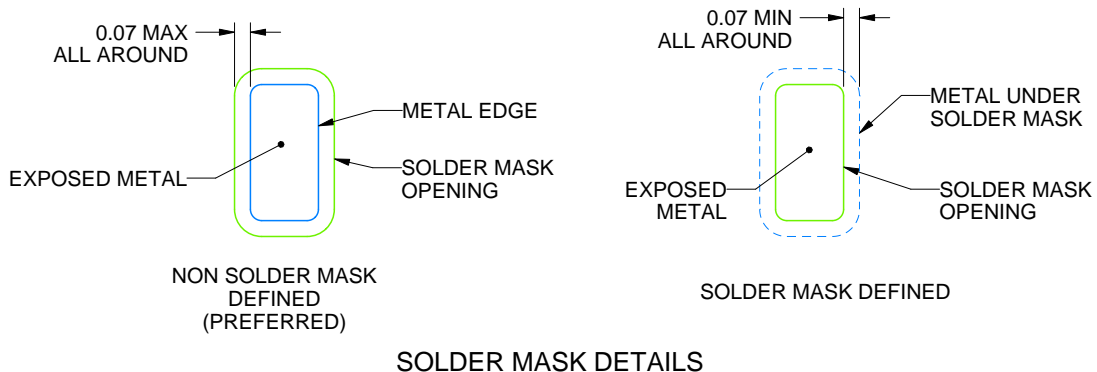 0.07 MAX
ALL AROUND
METAL EDGE
EXPOSED METAL
SOLDER MASK
OPENING
NON SOLDER MASK
DEFINED
(PREFERRED)
0.07 MIN
ALL AROUND
METAL UNDER
SOLDER MASK
EXPOSED
METAL
SOLDER MASK
OPENING
SOLDER MASK DEFINED
SOLDER MASK DETAILS